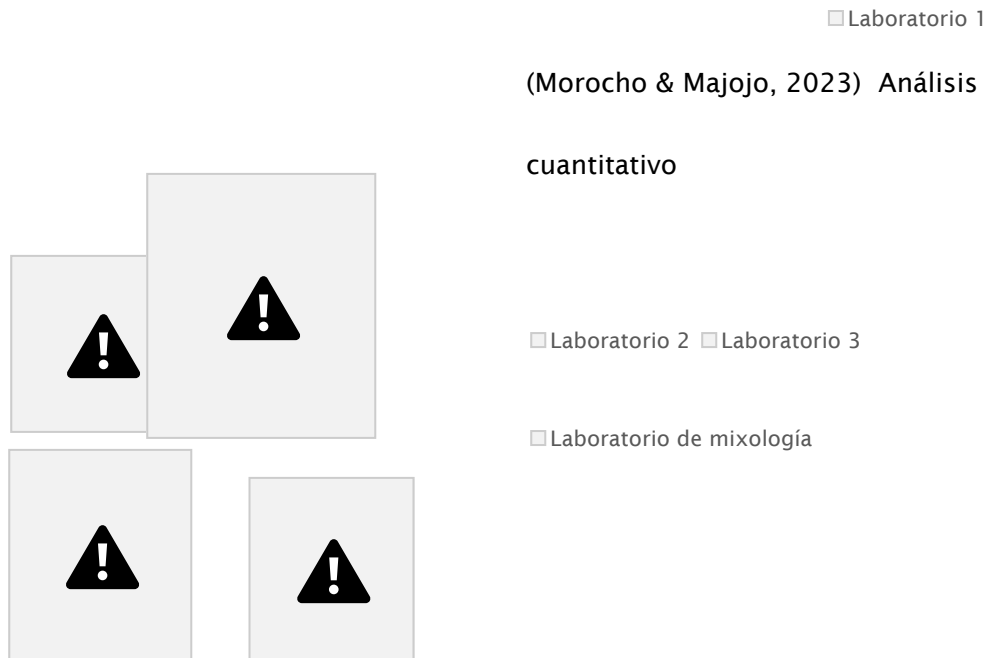 Laboratorio 1
(Morocho & Majojo, 2023) Análisis
cuantitativo
Laboratorio 2 Laboratorio 3
Laboratorio de mixología